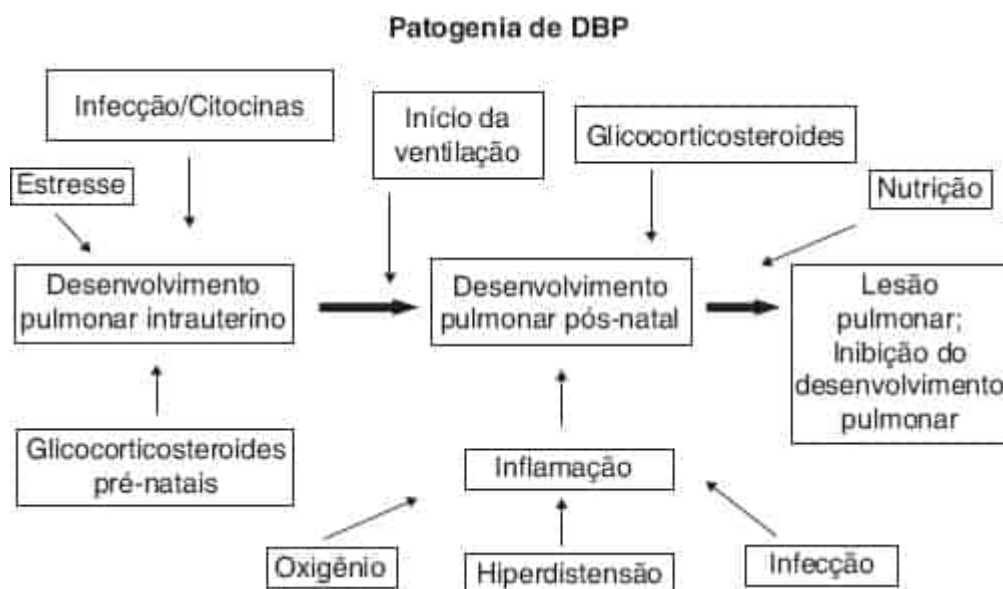 Patogenia de DBP
Infecção/Citocinas
Início da
ventilação
Glicocorticosteroides
Estresse
Nutrição
Desenvolvimento
pulmonar intrauterino
Desenvolvimento
pulmonar pós-natal
Lesão
pulmonar;
Inibição do
desenvolvimento
pulmonar
Glicocorticosteroides
pré-natais
Inflamação
Oxigênio
Hiperdistensão
Infecção